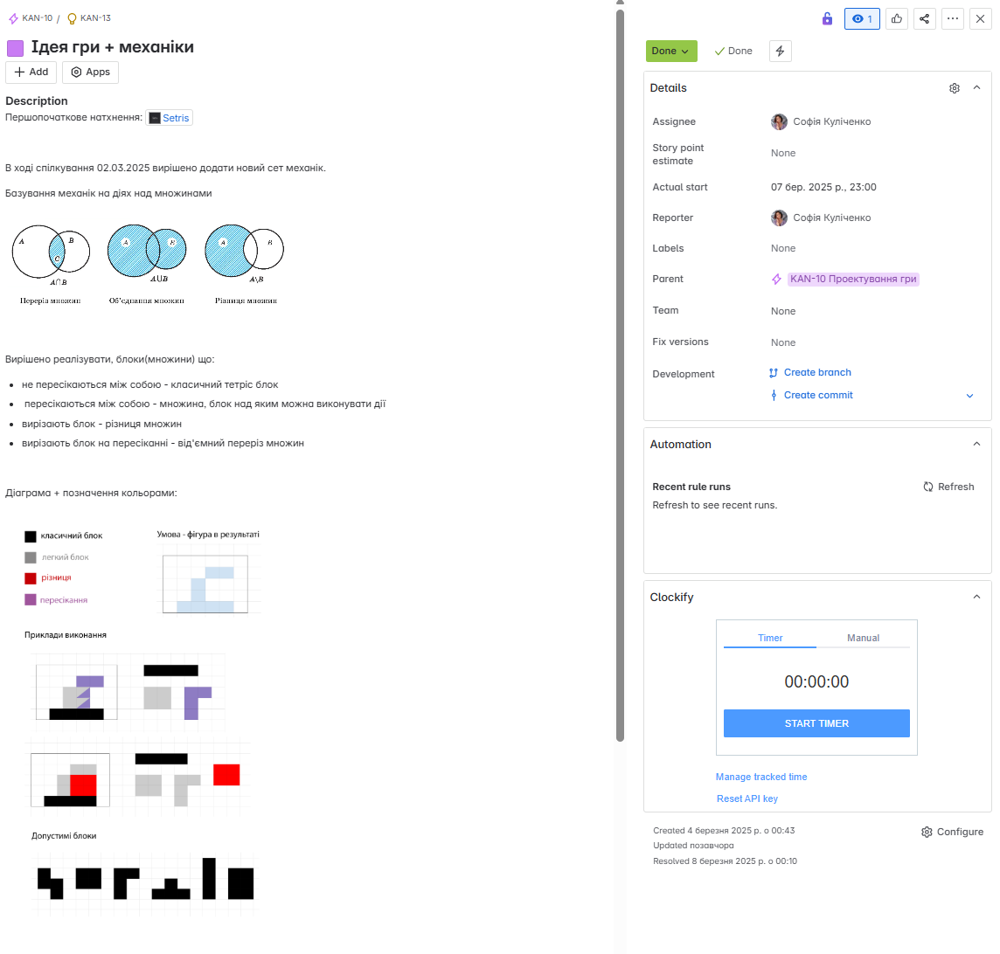 KAN-10 / KAN-13
1
Ідея гри + механіки
Add Apps
Description
Першопочаткове натхнення: Setris
В ході спілкування 02.03.2025 вирішено додати новий сет механік.
Базування механік на діях над множинами
A B C A∩B
A B A∪B
A B A\B
Переріз множин Об'єднання множин Різниця множин
Вирішено реалізувати, блоки(множини) що:
не пересікаються між собою - класичний тетріс блок
пересікаються між собою - множина, блок над яким можна виконувати дії
вирізають блок - різниця множин
вирізають блок на пересіканні - від'ємний переріз множин
Діаграма + позначення кольорами:
класичний блок
легкий блок
різниця
пересікання
Умова - фігура в результаті
Приклади виконання
Допустимі блоки
Done Done
Details
Assignee Софія Куліченко
Story point
estimate
None
Actual start 07 бер. 2025 р., 23:00
Reporter Софія Куліченко
Labels None
Parent KAN-10 Проектування гри
Team None
Fix versions None
Development Create branch
Create commit
Automation
Recent rule runs Refresh
Refresh to see recent runs.
Clockify
Timer Manual
00:00:00
START TIMER
Manage tracked time
Reset API key
Created 4 березня 2025 р. о 00:43 Configure
Updated позавчора
Resolved 8 березня 2025 р. о 00:10